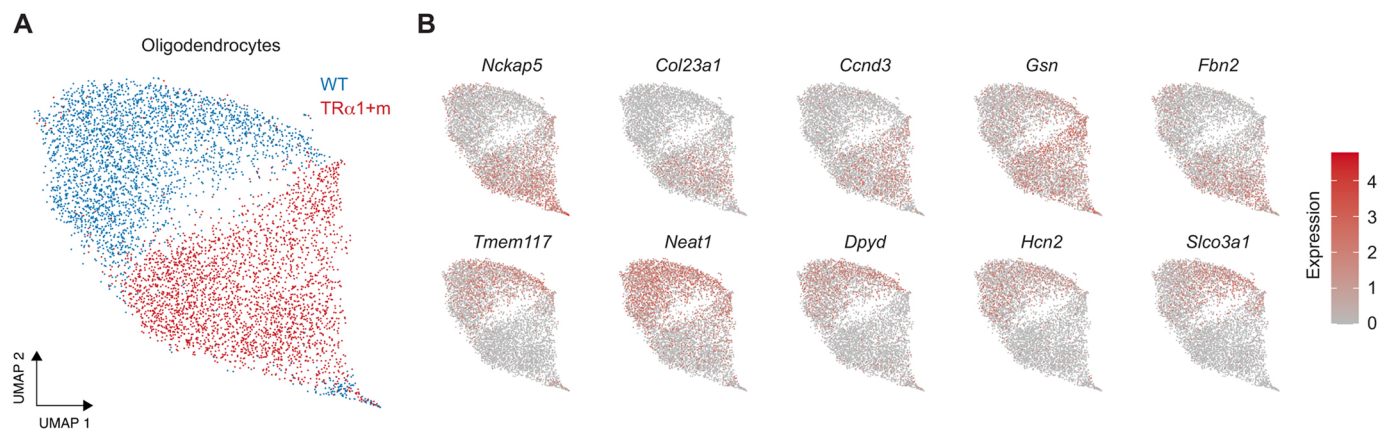 A
Oligodendrocytes
WT
TRα1+m
UMAP 2
UMAP 1
B
Nckap5 Col23a1 Ccnd3 Gsn Fbn2
Tmem117 Neat1 Dpyd Hcn2 Slco3a1
Expression
4
3
2
1
0